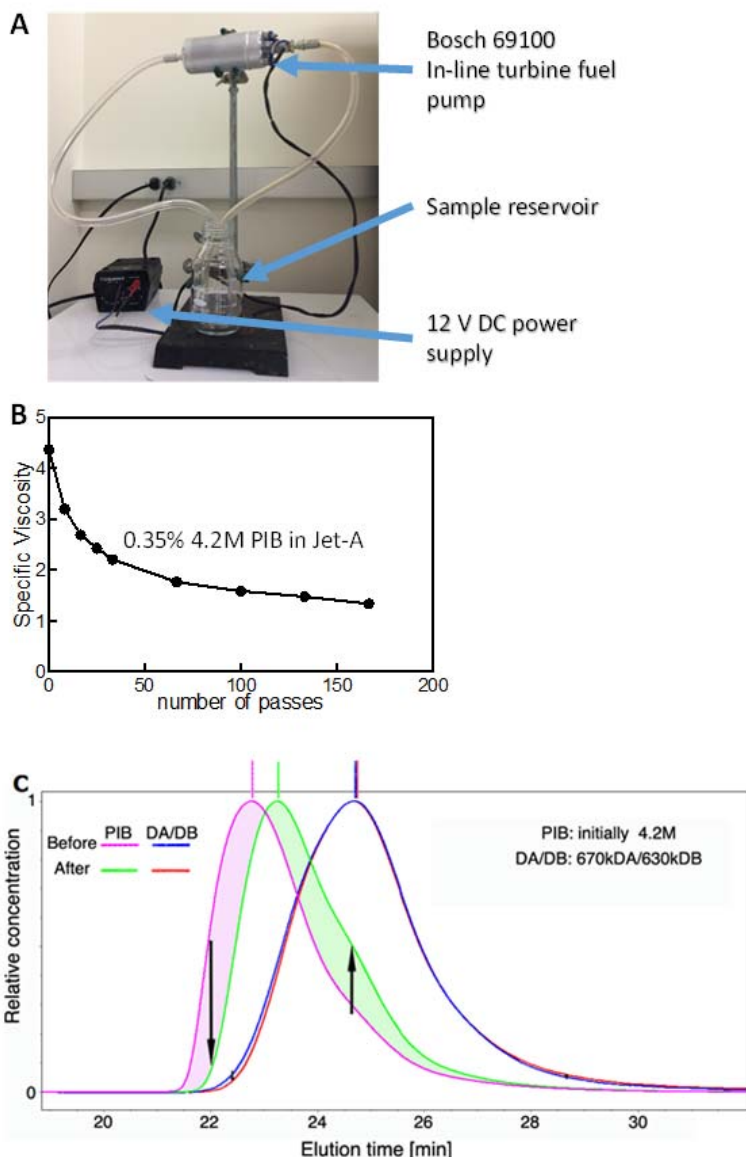 A
Bosch 69100
In-line turbine fuel
pump
Sample reservoir
12 V DC power
supply
B
5
4
3
2
1
0
Specific Viscosity
0.35% 4.2M PIB in Jet-A
0 50 100 150 200
number of passes
C
1
PIB DA/DB
Before
After
PIB: initially 4.2M
DA/DB: 670kDA/630kDB
Relative concentration
0
20 22 24 26 28 30
Elution time [min]